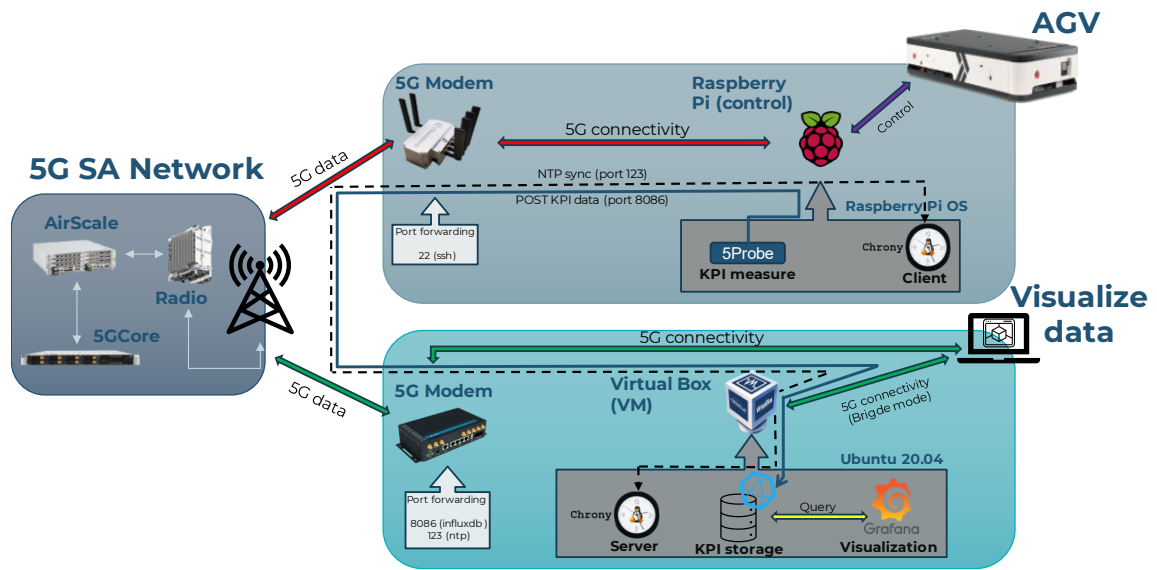 AGV
5G Modem
Raspberry
Pi (control)
5G connectivity
Control
5G data
5G SA Network
NTP sync (port 123)
POST KPI data (port 8086)
Raspberry Pi OS
AirScale
Port forwarding
22 (ssh)
5Probe
KPI measure
Chrony
Client
Radio
5GCore
Visualize
data
5G connectivity
5G data
5G Modem
Virtual Box
(VM)
5G connectivity
(Brigde mode)
Ubuntu 20.04
Port forwarding
8086 (influxdb )
123 (ntp)
Chrony
Server
KPI storage
Query
Grafana
Visualization